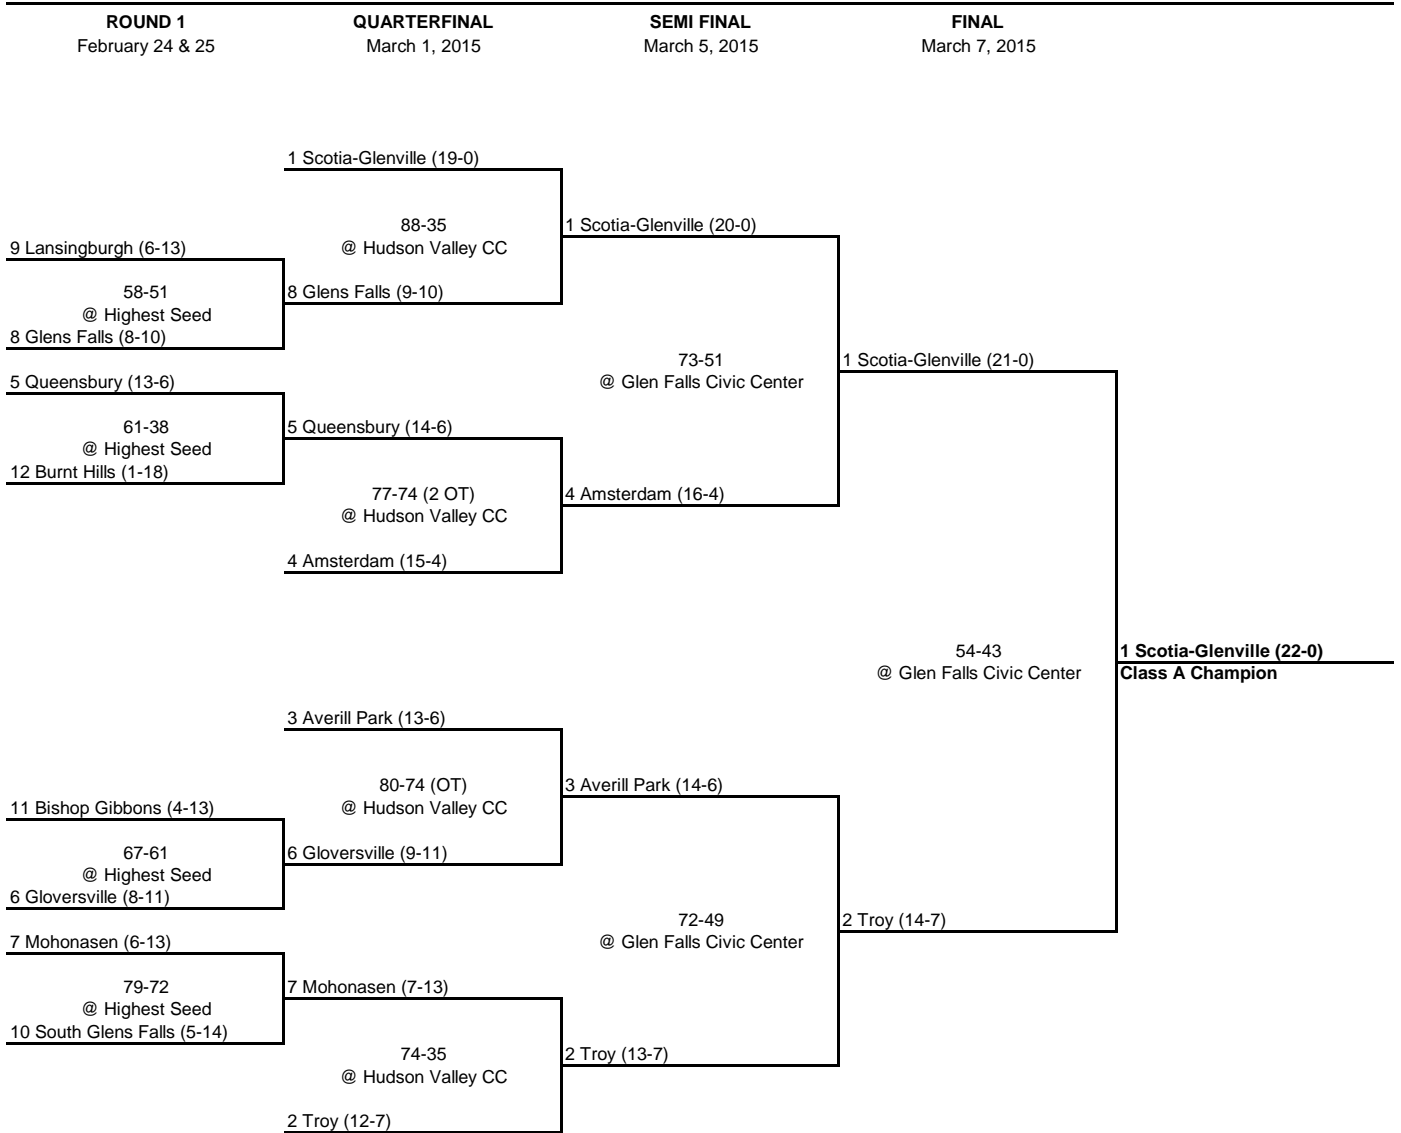 ROUND 1
February 24 & 25
QUARTERFINAL
March 1, 2015
SEMI FINAL
March 5, 2015
FINAL
March 7, 2015
1 Scotia-Glenville (19-0)
88-35
@ Hudson Valley CC
1 Scotia-Glenville (20-0)
9 Lansingburgh (6-13)
58-51
@ Highest Seed
8 Glens Falls (9-10)
8 Glens Falls (8-10)
73-51
@ Glen Falls Civic Center
1 Scotia-Glenville (21-0)
5 Queensbury (13-6)
61-38
@ Highest Seed
5 Queensbury (14-6)
12 Burnt Hills (1-18)
77-74 (2 OT)
@ Hudson Valley CC
4 Amsterdam (16-4)
4 Amsterdam (15-4)
54-43
@ Glen Falls Civic Center
1 Scotia-Glenville (22-0)
Class A Champion
3 Averill Park (13-6)
80-74 (OT)
@ Hudson Valley CC
3 Averill Park (14-6)
11 Bishop Gibbons (4-13)
67-61
@ Highest Seed
6 Gloversville (9-11)
6 Gloversville (8-11)
72-49
@ Glen Falls Civic Center
2 Troy (14-7)
7 Mohonasen (6-13)
79-72
@ Highest Seed
7 Mohonasen (7-13)
10 South Glens Falls (5-14)
74-35
@ Hudson Valley CC
2 Troy (13-7)
2 Troy (12-7)